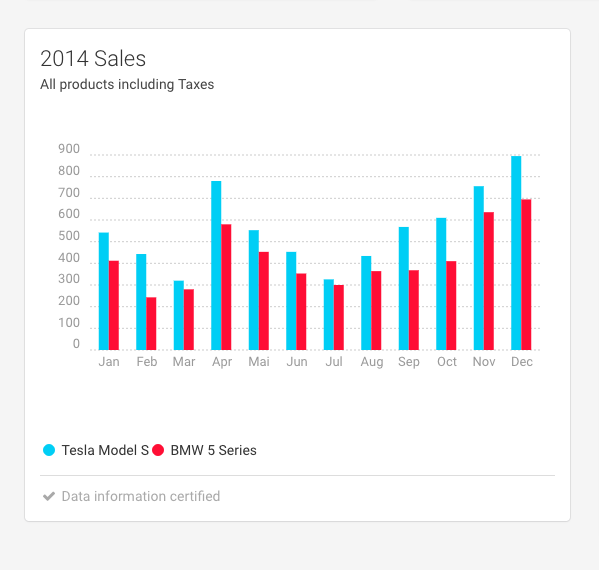 2014 Sales
All products including Taxes
900
800
700
600
500
400
300
200
100
0
Jan Feb Mar Apr Mai Jun Jul Aug Sep Oct Nov Dec
Tesla Model S BMW 5 Series
Data information certified